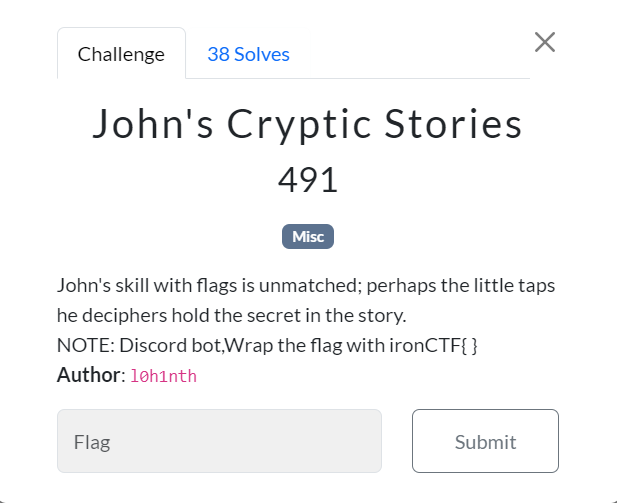 Challenge
38 Solves
John's Cryptic Stories
491
Misc
John's skill with flags is unmatched; perhaps the little taps
he deciphers hold the secret in the story.
NOTE: Discord bot,Wrap the flag with ironCTF{ }
Author: l0h1nth
Flag
Submit